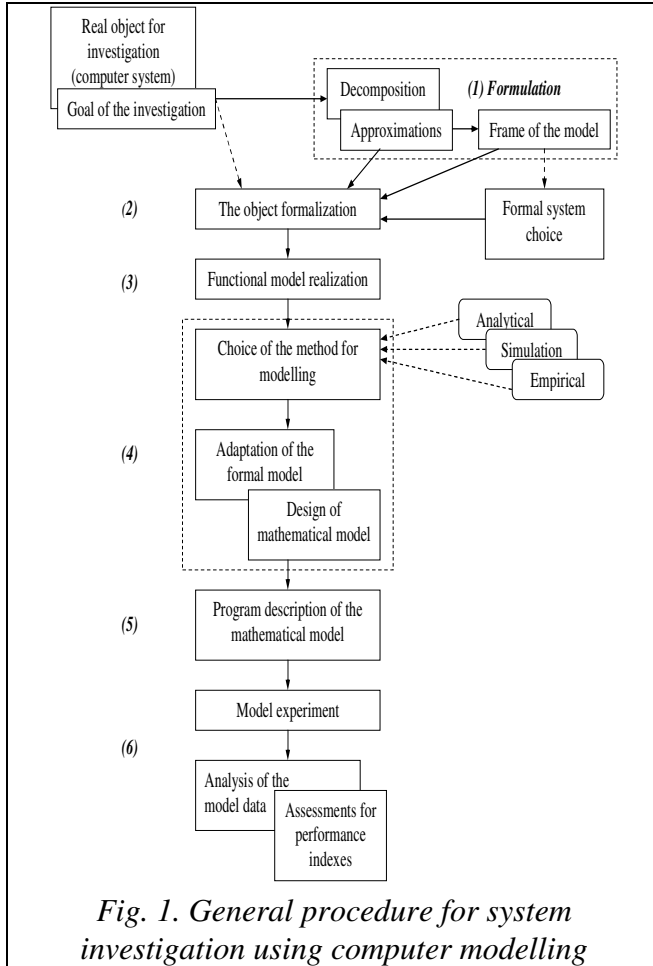 Real object for
investigation
(computer system)
Goal of the investigation
Decomposition
(1) Formulation
Approximations
Frame of the model
(2)
The object formalization
Formal system
choice
(3)
Functional model realization
Choice of the method for
modelling
Analytical
Simulation
Empirical
(4)
Adaptation of the
formal model
Design of
mathematical model
(5)
Program description of the
mathematical model
Model experiment
(6)
Analysis of the
model data
Assessments for
performance
indexes
Fig. 1. General procedure for system
investigation using computer modelling